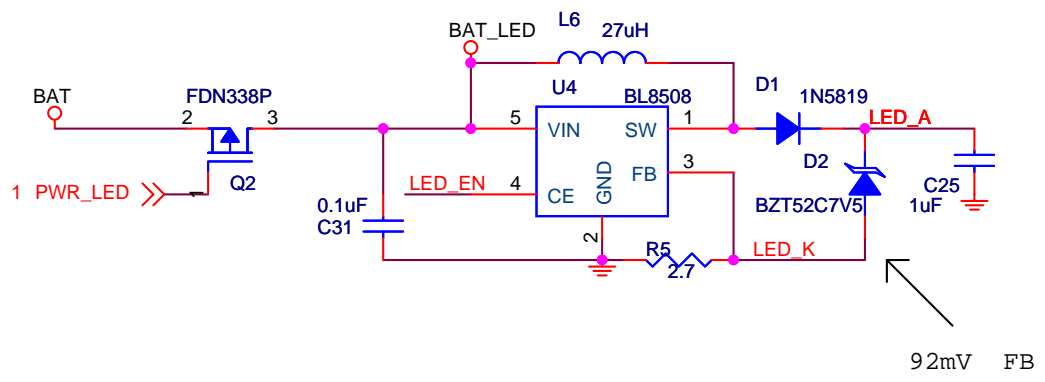 L6
27uH
BAT_LED
U4
BL8508
D1
1N5819
BAT
FDN338P
2
3
5
VIN
SW
1
LED_A
D2
3
FB
GND
Q2
1 PWR_LED
1
LED_EN
4
CE
C25
1uF
BZT52C7V5
0.1uF
C31
2
R5
2.7
LED_K
92mV FB